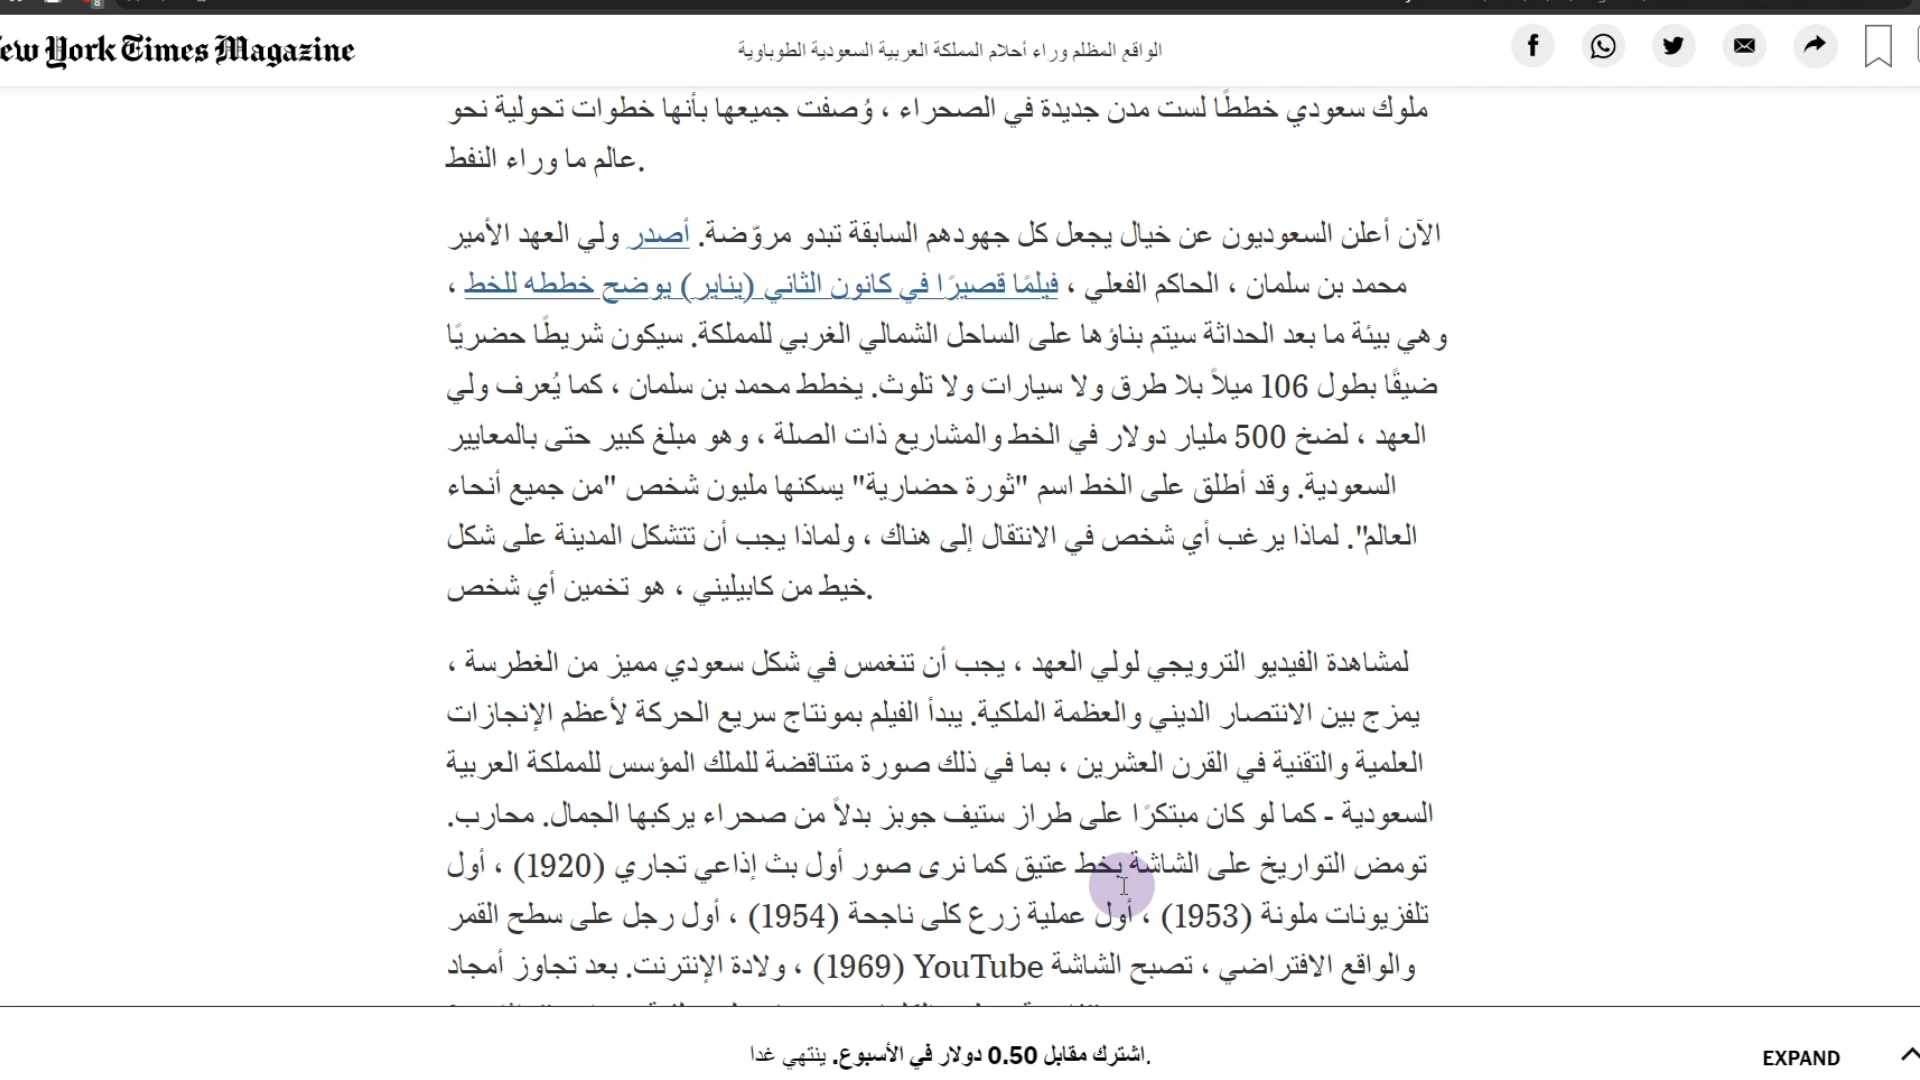 ew York Times Magazine
الواقع المظلم وراء أحلام المملكة العربية السعودية الطوباوية
ملوك سعودي خططًا لست مدن جديدة في الصحراء ، وُصفت جميعها بأنها خطوات تحولية نحو
عالم ما وراء النفط.
الآن أعلن السعوديون عن خيال يجعل كل جهودهم السابقة تبدو مروّضة. أصدر ولي العهد الأمير
محمد بن سلمان ، الحاكم الفعلي ، فيلمًا قصيرًا في كانون الثاني (يناير) يوضح خططه للخط ،
وهي بيئة ما بعد الحداثة سيتم بناؤها على الساحل الشمالي الغربي للمملكة. سيكون شريطًا حضريًا
ضيقًا بطول 106 ميلاً بلا طرق ولا سيارات ولا تلوث. يخطط محمد بن سلمان ، كما يُعرف ولي
العهد ، لضخ 500 مليار دولار في الخط والمشاريع ذات الصلة ، وهو مبلغ كبير حتى بالمعايير
السعودية. وقد أطلق على الخط اسم "ثورة حضارية" يسكنها مليون شخص "من جميع أنحاء
العالم". لماذا يرغب أي شخص في الانتقال إلى هناك ، ولماذا يجب أن تتشكل المدينة على شكل
خيط من كابيليني ، هو تخمين أي شخص.
لمشاهدة الفيديو الترويجي لولي العهد ، يجب أن تنغمس في شكل سعودي مميز من الغطرسة ،
يمزج بين الانتصار الديني والعظمة الملكية. يبدأ الفيلم بمونتاج سريع الحركة لأعظم الإنجازات
العلمية والتقنية في القرن العشرين ، بما في ذلك صورة متناقضة للملك المؤسس للمملكة العربية
السعودية - كما لو كان مبتكرًا على طراز ستيف جوبز بدلاً من صحراء يركبها الجمال. محارب.
تومض التواريخ على الشاشة بخط عتيق كما نرى صور أول بث إذاعي تجاري (1920) ، أول
تلفزيونات ملونة (1953) ، أول عملية زرع كلى ناجحة (1954) ، أول رجل على سطح القمر
(1969) ، ولادة الإنترنت. بعد تجاوز أمجاد YouTube والواقع الافتراضي ، تصبح الشاشة
اشترك مقابل 0.50 دولار في الأسبوع. ينتهي غدا.
EXPAND